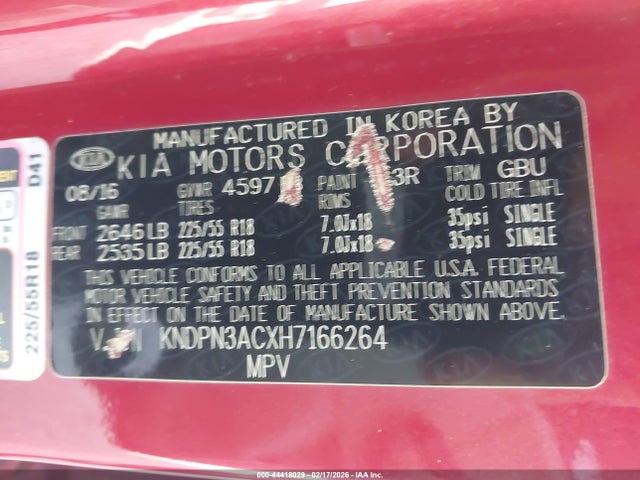 MANUFACTURED IN KOREA BY
KIA KIA MOTORS CORPORATION
08/16 GVWR 4597 PAINT 3R TRIM GBU
GAWR TIRES RIMS COLD TIRE.INFL
FRONT 2646LB 225/55 R18 7.0Jx18 35psi SINGLE
REAR 2535LB 225/55 R18 7.0Jx18 35psi SINGLE
THIS VEHICLE CONFORMS TO ALL APPLICABLE U.S.A. FEDERAL
MOTOR VEHICLE SAFETY AND THEFT PREVENTION STANDARDS
IN EFFECT ON THE DATE OF MANUFACTURE SHOWN ABOVE.
KNDPN3ACXH7166264
MPV
D41
225/55R18
000-44418029 - 02/17/2026 - IAA Inc.